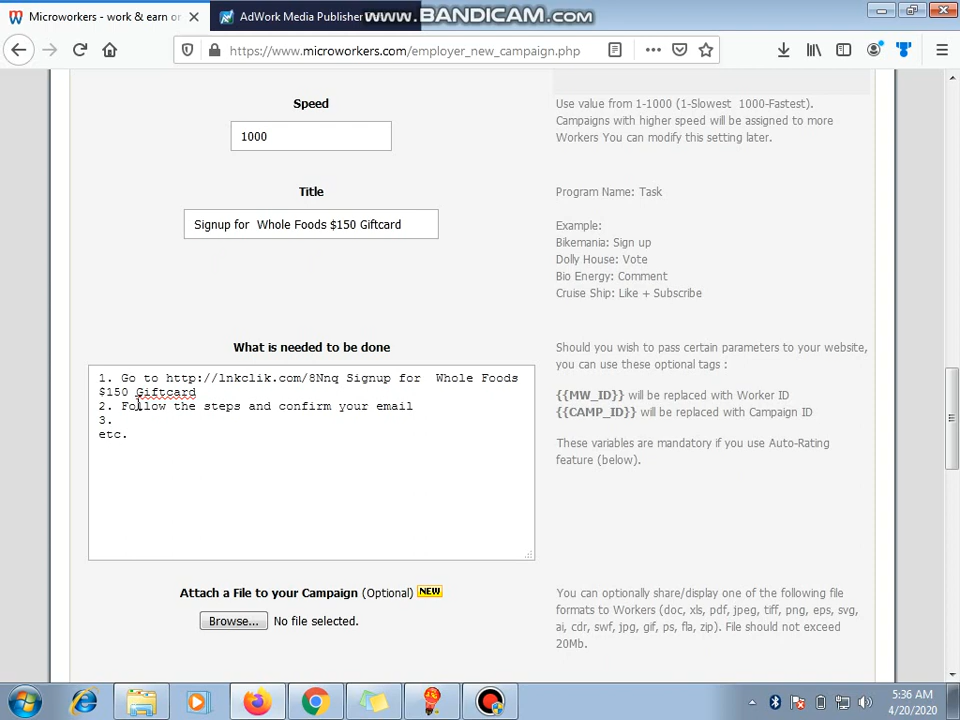 Microworkers - work & earn or
AdWork Media Publisher
WWW.BANDICAM.COM
https://www.microworkers.com/employer_new_campaign.php
Speed
1000
Use value from 1-1000 (1-Slowest 1000-Fastest).
Campaigns with higher speed will be assigned to more
Workers You can modify this setting later.
Title
Signup for  Whole Foods $150 Giftcard
Program Name: Task
Example:
Bikemania: Sign up
Dolly House: Vote
Bio Energy: Comment
Cruise Ship: Like + Subscribe
What is needed to be done
1. Go to http://lnkclik.com/8Nnq Signup for  Whole Foods
$150 Giftcard
2. Follow the steps and confirm your email
3.
etc.
Should you wish to pass certain parameters to your website,
you can use these optional tags :
{{MW_ID}} will be replaced with Worker ID
{{CAMP_ID}} will be replaced with Campaign ID
These variables are mandatory if you use Auto-Rating
feature (below).
Attach a File to your Campaign (Optional) NEW
Browse... No file selected.
You can optionally share/display one of the following file
formats to Workers (doc, xls, pdf, jpeg, tiff, png, eps, svg,
ai, cdr, swf, jpg, gif, ps, fla, zip). File should not exceed
20Mb.
5:36 AM
4/20/2020